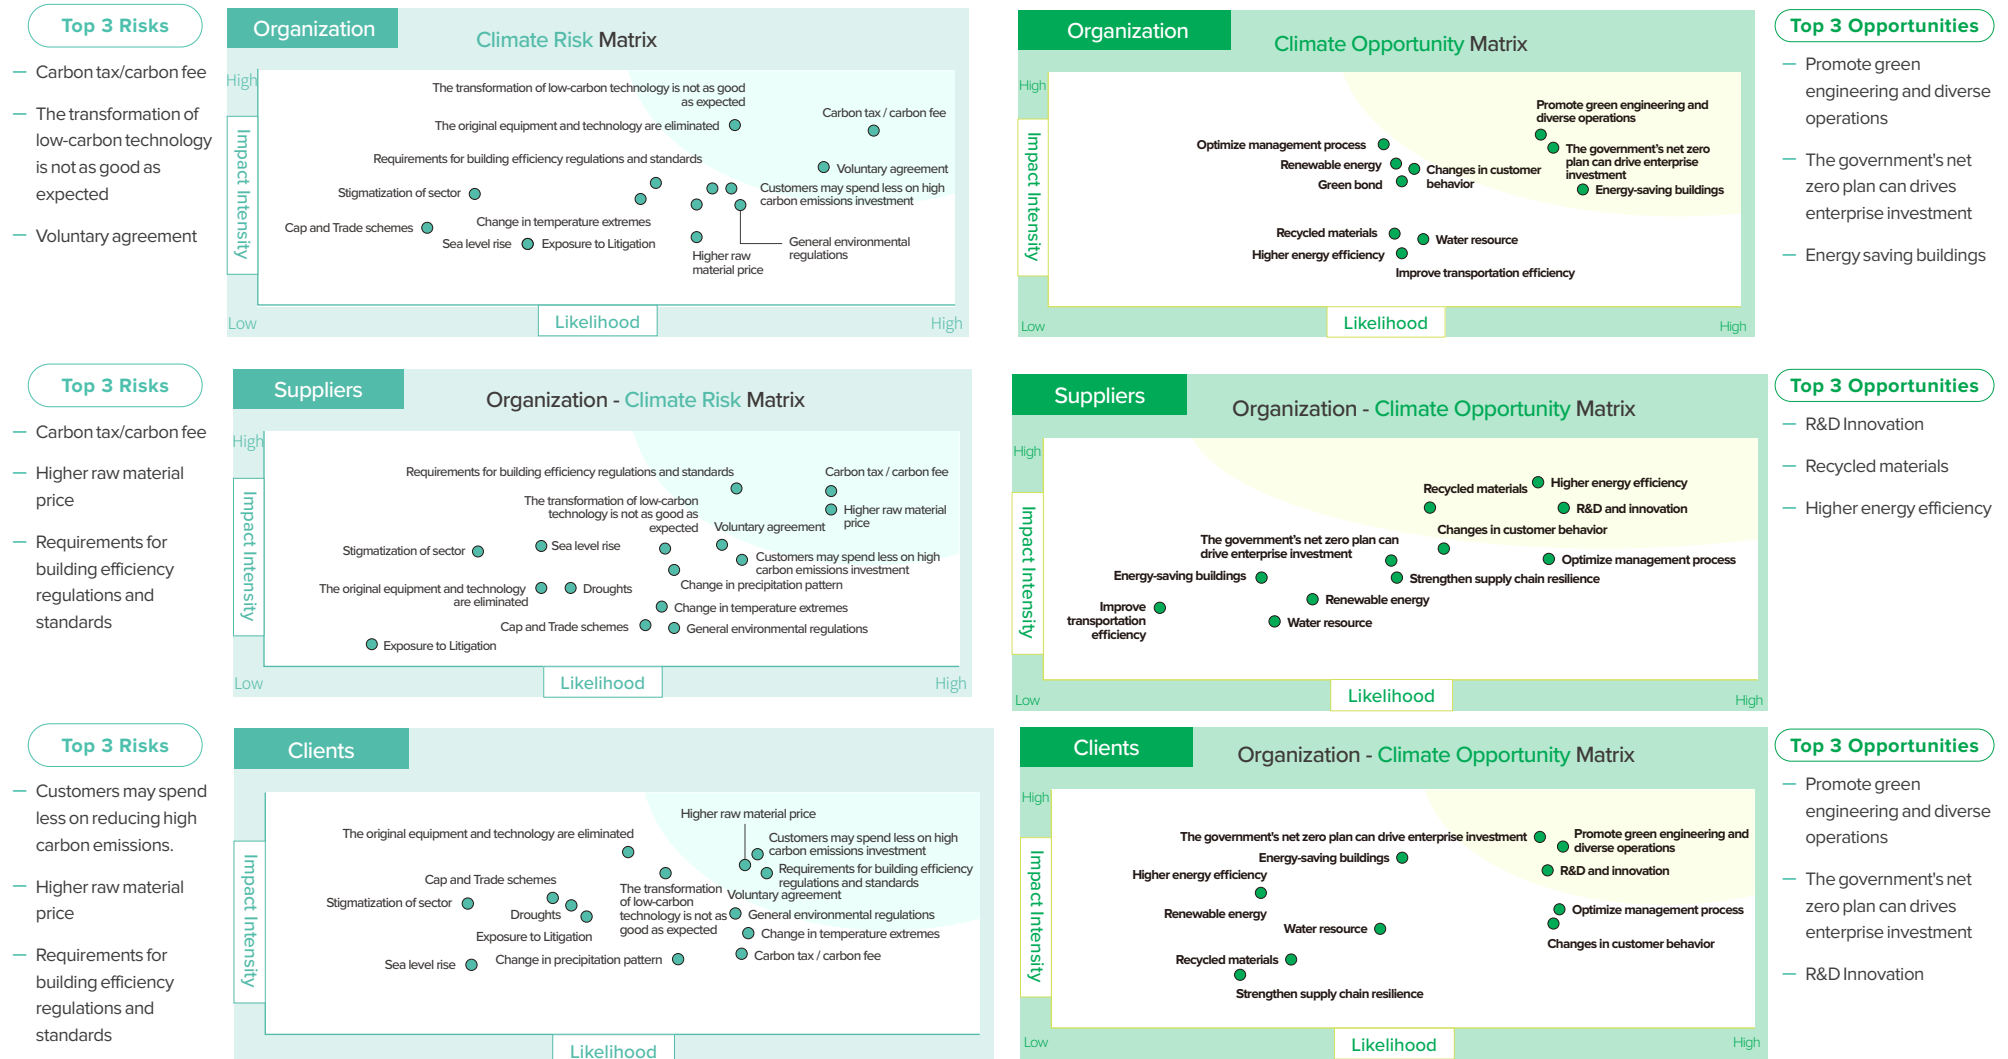 Top 3 Risks
— Carbon tax/carbon fee
— The transformation of
low-carbon technology
is not as good as
expected
— Voluntary agreement
Organization
Climate Risk Matrix
High
Impact Intensity
The transformation of low-carbon technology is not as good
as expected
The original equipment and technology are eliminated
Carbon tax / carbon fee
Requirements for building efficiency regulations and standards
Voluntary agreement
Stigmatization of sector
Customers may spend less on high
carbon emissions investment
Cap and Trade schemes
Change in temperature extremes
Sea level rise
Exposure to Litigation
General environmental
regulations
Higher raw
material price
Low
Likelihood
High
Organization
Climate Opportunity Matrix
High
Impact Intensity
Promote green engineering and
diverse operations
Optimize management process
The government's net zero
plan can drive enterprise
investment
Renewable energy
Changes in customer
behavior
Green bond
Energy-saving buildings
Recycled materials
Water resource
Higher energy efficiency
Improve transportation efficiency
Low
Likelihood
High
Top 3 Opportunities
— Promote green
engineering and diverse
operations
— The government's net
zero plan can drives
enterprise investment
— Energy saving buildings
Top 3 Risks
— Carbon tax/carbon fee
— Higher raw material
price
— Requirements for
building efficiency
regulations and
standards
Suppliers
Organization - Climate Risk Matrix
High
Impact Intensity
Requirements for building efficiency regulations and standards
Carbon tax / carbon fee
The transformation of low-carbon
technology is not as good as
expected
Higher raw material
price
Voluntary agreement
Stigmatization of sector
Sea level rise
Customers may spend less on high
carbon emissions investment
The original equipment and technology
are eliminated
Droughts
Change in precipitation pattern
Change in temperature extremes
Cap and Trade schemes
General environmental regulations
Exposure to Litigation
Low
Likelihood
High
Suppliers
Organization - Climate Opportunity Matrix
High
Impact Intensity
Recycled materials
Higher energy efficiency
R&D and innovation
Changes in customer behavior
The government's net zero plan can
drive enterprise investment
Optimize management process
Energy-saving buildings
Strengthen supply chain resilience
Renewable energy
Improve
transportation
efficiency
Water resource
Low
Likelihood
High
Top 3 Opportunities
— R&D Innovation
— Recycled materials
— Higher energy efficiency
Top 3 Risks
— Customers may spend
less on reducing high
carbon emissions.
— Higher raw material
price
— Requirements for
building efficiency
regulations and
standards
Clients
Impact Intensity
Higher raw material price
The original equipment and technology are eliminated
Customers may spend less on high
carbon emissions investment
Requirements for building efficiency
regulations and standards
Cap and Trade schemes
The transformation
of low-carbon
technology is not as
good as expected
Voluntary agreement
Stigmatization of sector
Droughts
General environmental regulations
Exposure to Litigation
Change in temperature extremes
Sea level rise
Change in precipitation pattern
Carbon tax / carbon fee
Likelihood
Clients
Organization - Climate Opportunity Matrix
High
Impact Intensity
The government's net zero plan can drive enterprise investment
Promote green engineering and
diverse operations
Energy-saving buildings
Higher energy efficiency
R&D and innovation
Renewable energy
Optimize management process
Water resource
Changes in customer behavior
Recycled materials
Strengthen supply chain resilience
Low
Likelihood
High
Top 3 Opportunities
— Promote green
engineering and diverse
operations
— The government's net
zero plan can drives
enterprise investment
— R&D Innovation